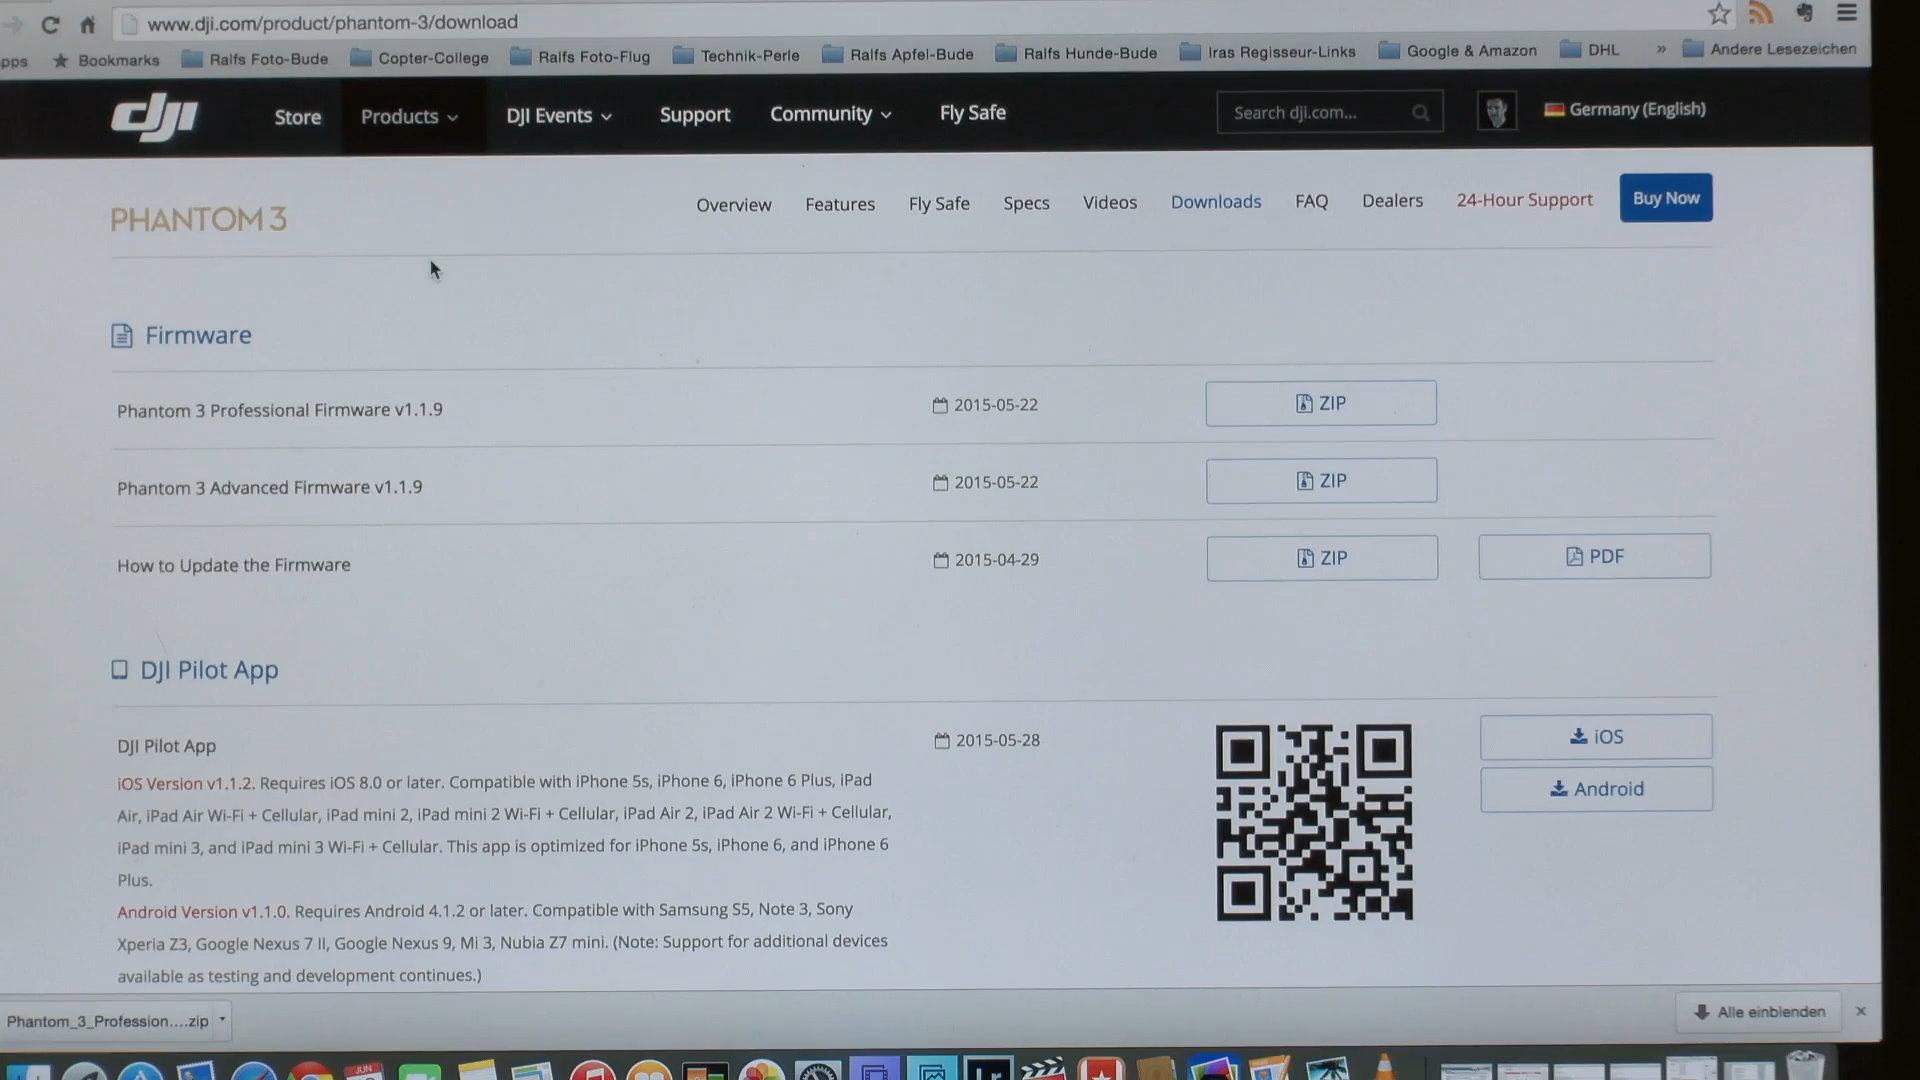 www.dji.com/product/phantom-3/download
pps Bookmarks Ralfs Foto-Bude Copter-College Ralfs Foto-Flug Technik-Perle Ralfs Apfel-Bude Ralfs Hunde-Bude Iras Regisseur-Links Google & Amazon DHL » Andere Lesezeichen
dji Store Products DJI Events Support Community Fly Safe Search dji.com... Germany (English)
PHANTOM 3 Overview Features Fly Safe Specs Videos Downloads FAQ Dealers 24-Hour Support Buy Now
Firmware
Phantom 3 Professional Firmware v1.1.9 2015-05-22 ZIP
Phantom 3 Advanced Firmware v1.1.9 2015-05-22 ZIP
How to Update the Firmware 2015-04-29 ZIP PDF
DJI Pilot App
DJI Pilot App 2015-05-28 iOS
iOS Version v1.1.2. Requires iOS 8.0 or later. Compatible with iPhone 5s, iPhone 6, iPhone 6 Plus, iPad
Android
Air, iPad Air Wi-Fi + Cellular, iPad mini 2, iPad mini 2 Wi-Fi + Cellular, iPad Air 2, iPad Air 2 Wi-Fi + Cellular,
iPad mini 3, and iPad mini 3 Wi-Fi + Cellular. This app is optimized for iPhone 5s, iPhone 6, and iPhone 6
Plus.
Android Version v1.1.0. Requires Android 4.1.2 or later. Compatible with Samsung S5, Note 3, Sony
Xperia Z3, Google Nexus 7 II, Google Nexus 9, Mi 3, Nubia Z7 mini. (Note: Support for additional devices
available as testing and development continues.)
Phantom_3_Profession....zip Alle einblenden
JUN
Lr